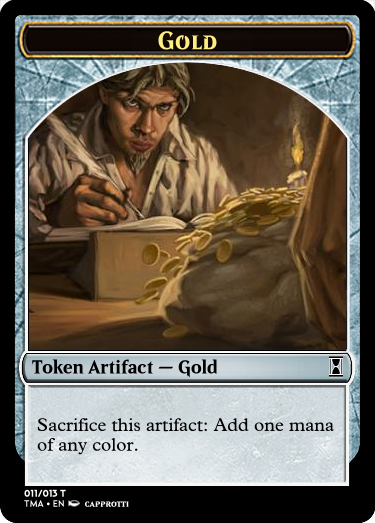 GOLD
Token Artifact — Gold
Sacrifice this artifact: Add one mana
of any color.
011/013 T
TMA • EN CAPPROTTI